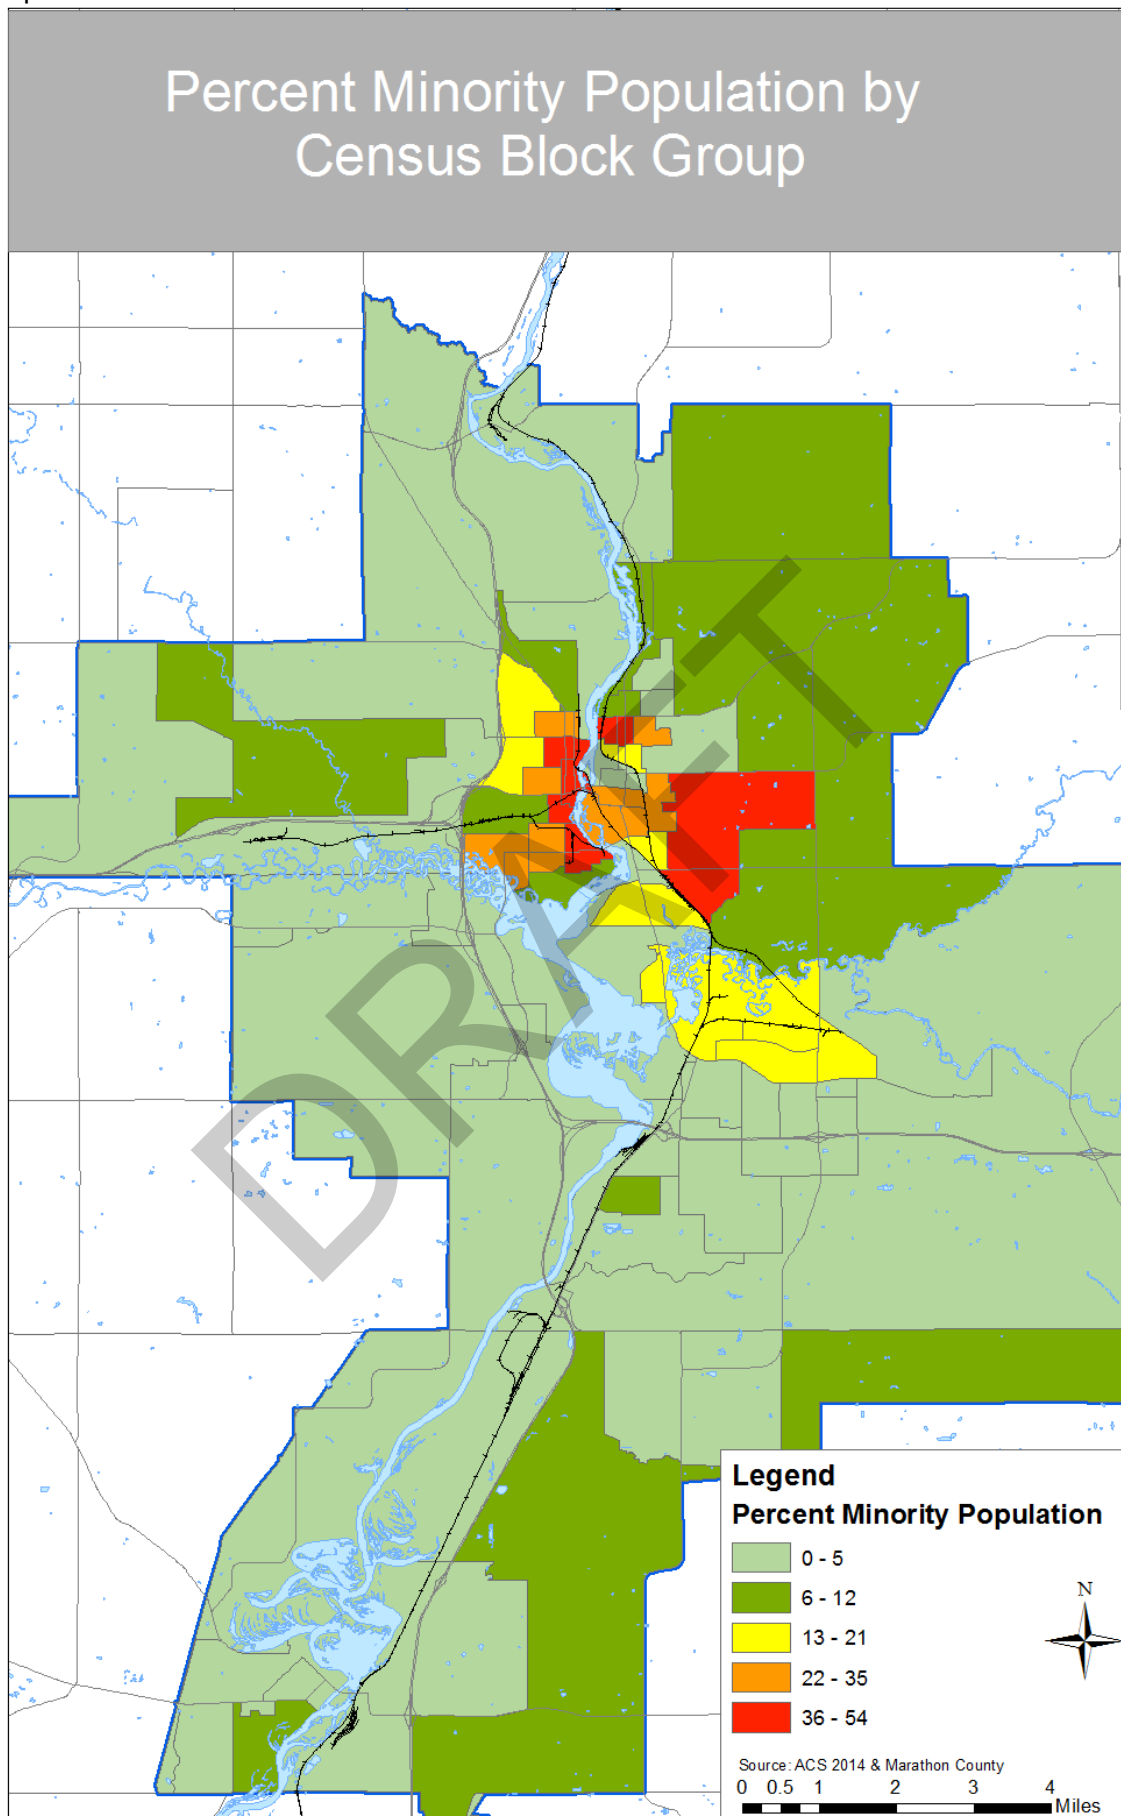 Percent Minority Population by
Census Block Group
DRAFT
Legend
Percent Minority Population
0 - 5
6 - 12
13 - 21
22 - 35
36 - 54
N
Source: ACS 2014 & Marathon County
0 0.5 1 2 3 4
Miles